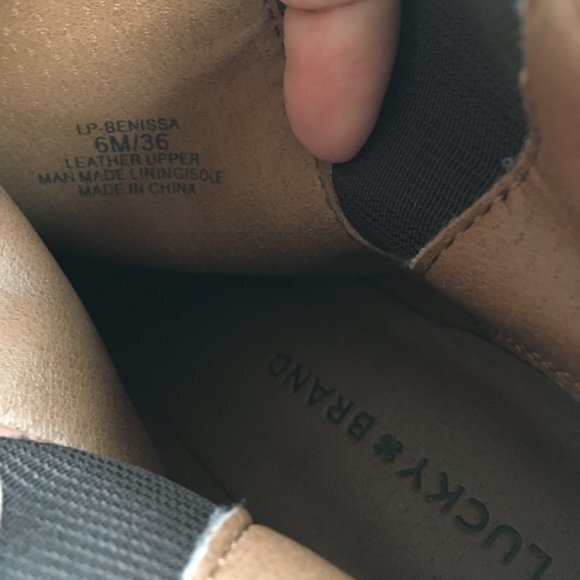 LP-BENISSA
6M/36
LEATHER UPPER
MAN MADE LINING/SOLE
MADE IN CHINA
LUCKY BRAND